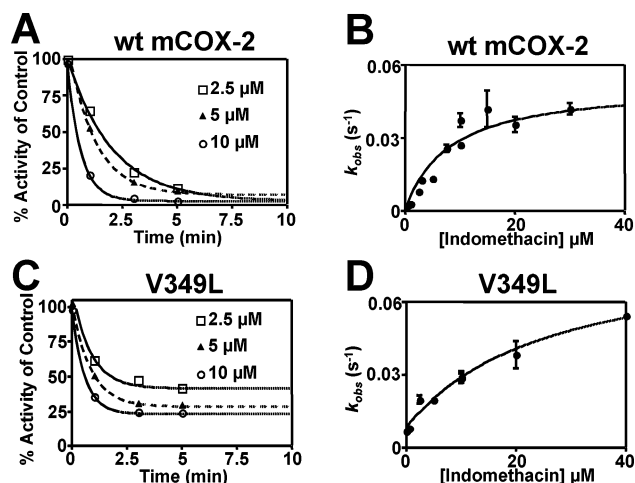 A
wt mCOX-2
% Activity of Control
100
75
50
25
0
2.5 µM
5 µM
10 µM
0
2.5
5
7.5
10
Time (min)
B
wt mCOX-2
kobs (s-1)
0.06
0.03
0
0
20
40
[Indomethacin] µM
C
V349L
% Activity of Control
100
75
50
25
0
2.5 µM
5 µM
10 µM
0
2.5
5
7.5
10
Time (min)
D
V349L
kobs (s-1)
0.06
0.03
0
0
20
40
[Indomethacin] µM